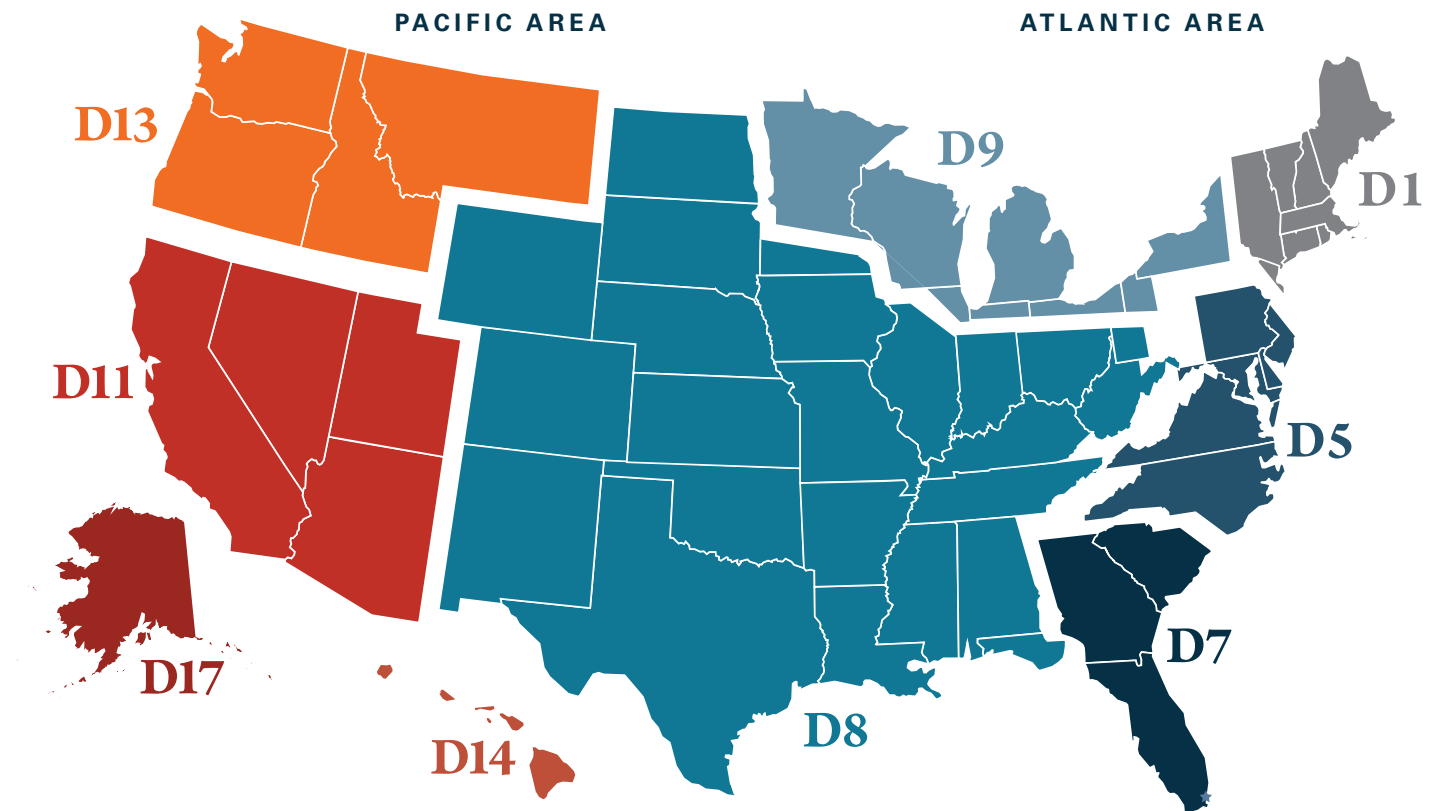 PACIFIC AREA
ATLANTIC AREA
D13
D9
D1
D11
D5
D7
D17
D8
D14